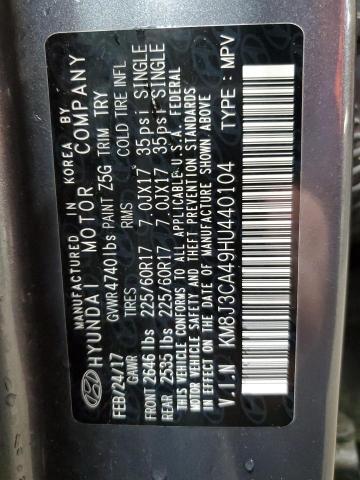 MANUFACTURED IN KOREA BY
HYUNDAI MOTOR COMPANY
GVWR 4740lbs PAINT Z5G TRIM TRY
FEB/24/17 GAWR TIRES RIMS COLD TIRE INFL
FRONT 2646 lbs 225/60R17 7.0JX17 35psi SINGLE
REAR 2535 lbs 225/60R17 7.0JX17 35psi SINGLE
THIS VEHICLE CONFORMS TO ALL APPLICABLE U.S.A. FEDERAL
MOTOR VEHICLE SAFETY AND THEFT PREVENTION STANDARDS
IN EFFECT ON THE DATE OF MANUFACTURE SHOWN ABOVE.
V.I.N KM8J3CA49HU440104 TYPE: MPV